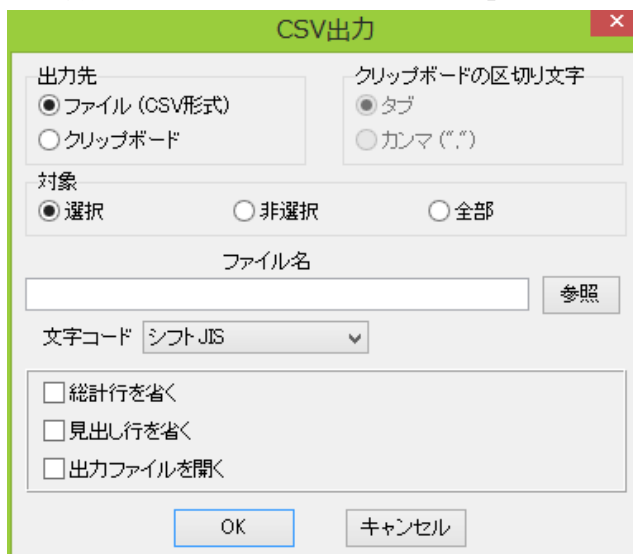 CSV出力
出力先
ファイル (CSV形式)
クリップボード
クリップボードの区切り文字
タブ
カンマ (",")
対象
選択
非選択
全部
ファイル名
参照
文字コード シフトJIS
総計行を省く
見出し行を省く
出力ファイルを開く
OK キャンセル